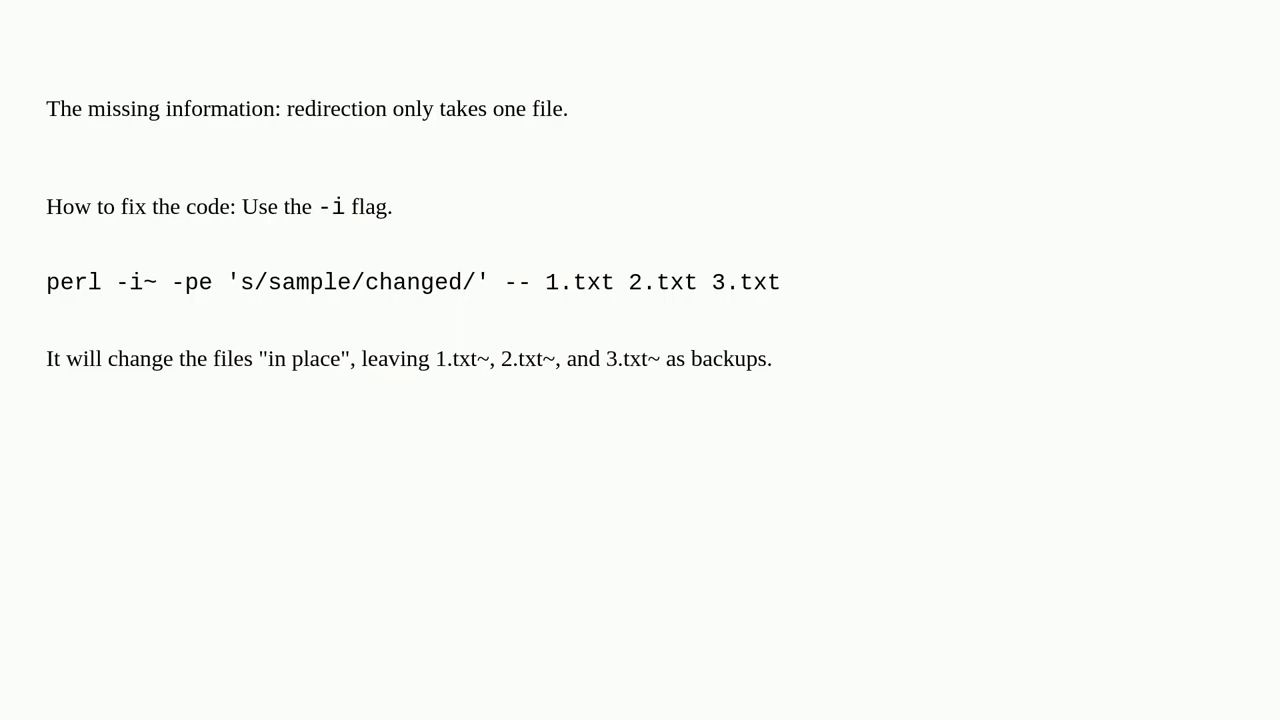 The missing information: redirection only takes one file.
How to fix the code: Use the -i flag.
perl -i~ -pe 's/sample/changed/' -- 1.txt 2.txt 3.txt
It will change the files "in place", leaving 1.txt~, 2.txt~, and 3.txt~ as backups.